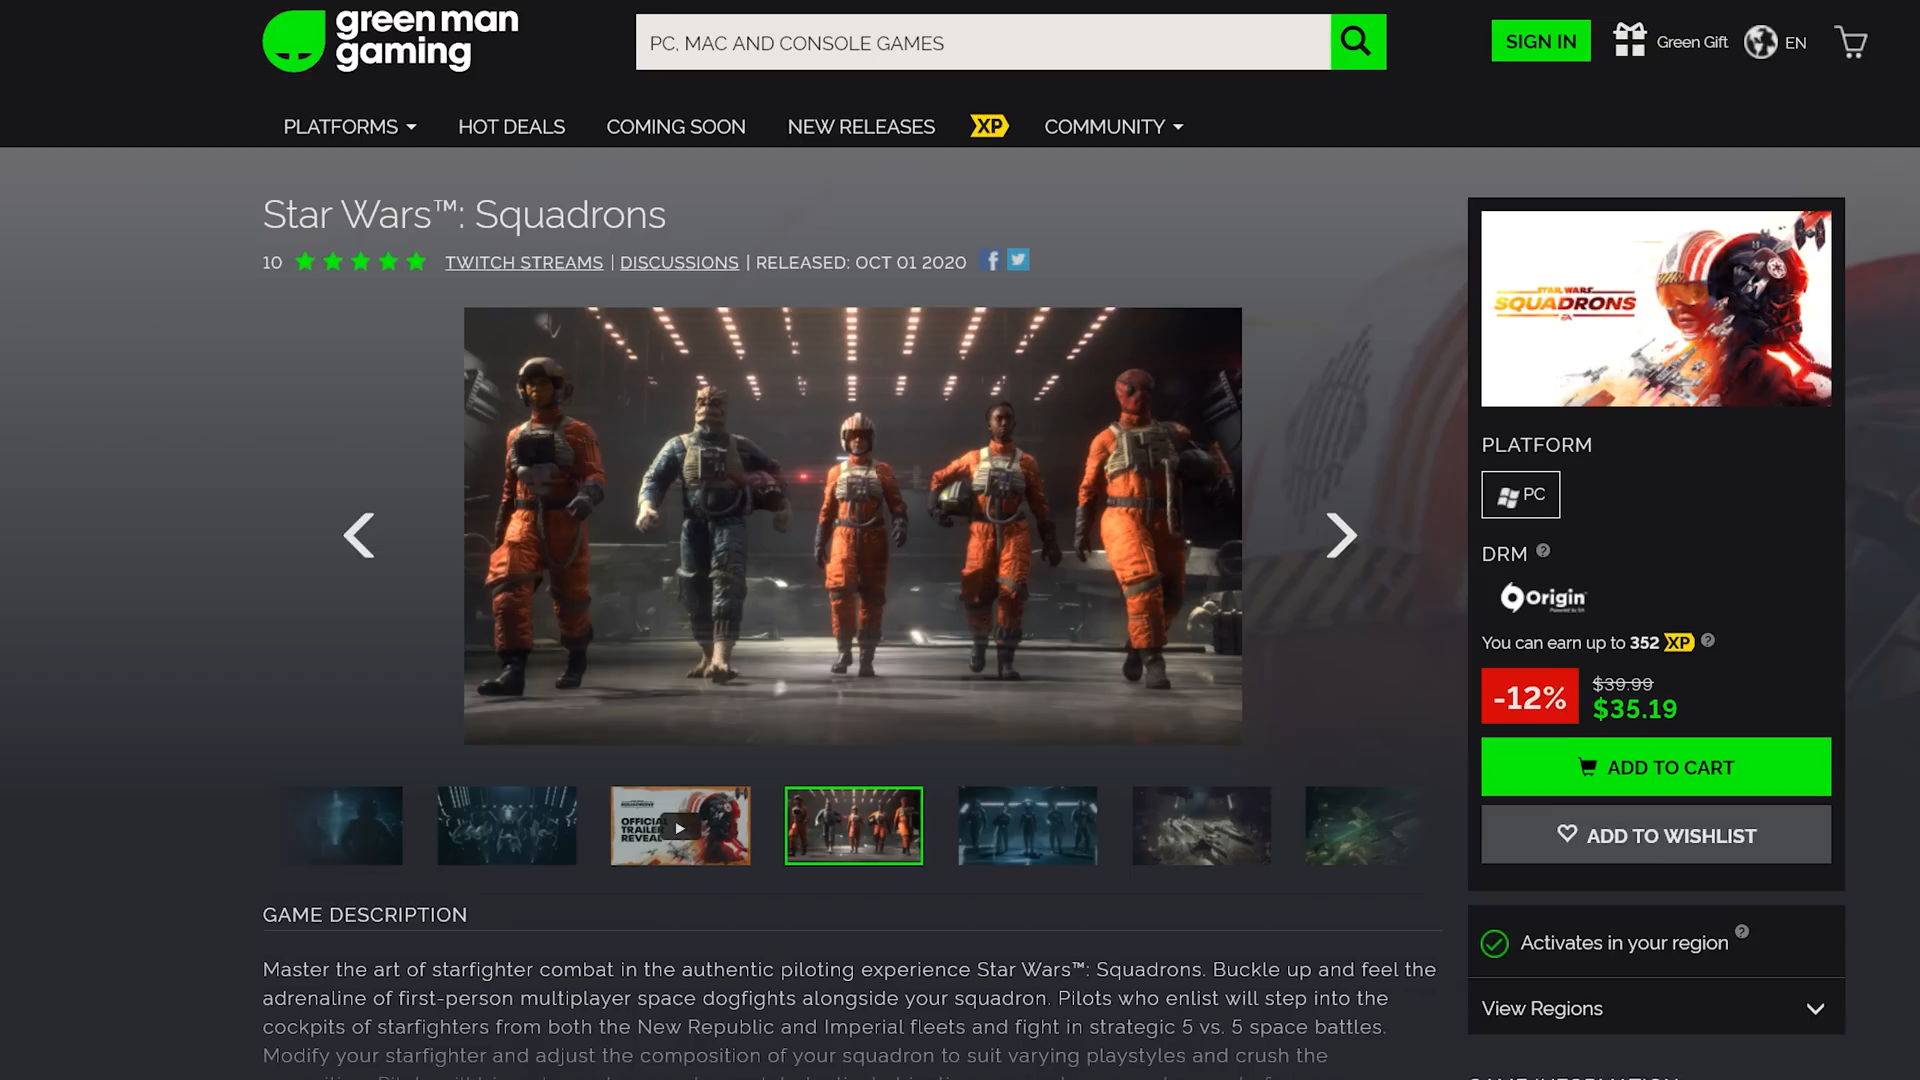 green man
gaming
PC, MAC AND CONSOLE GAMES
SIGN IN
Green Gift
EN
PLATFORMS
HOT DEALS
COMING SOON
NEW RELEASES
XP
COMMUNITY
Star Wars™: Squadrons
10
TWITCH STREAMS | DISCUSSIONS | RELEASED: OCT 01 2020
STAR WARS
SQUADRONS
EA
PLATFORM
PC
DRM
Origin
You can earn up to 352 XP
-12%
$39.99
$35.19
ADD TO CART
ADD TO WISHLIST
SQUADRONS
OFFICIAL
TRAILER
REVEAL
GAME DESCRIPTION
Master the art of starfighter combat in the authentic piloting experience Star Wars™: Squadrons. Buckle up and feel the
adrenaline of first-person multiplayer space dogfights alongside your squadron. Pilots who enlist will step into the
cockpits of starfighters from both the New Republic and Imperial fleets and fight in strategic 5 vs. 5 space battles.
Modify your starfighter and adjust the composition of your squadron to suit varying playstyles and crush the
Activates in your region
View Regions